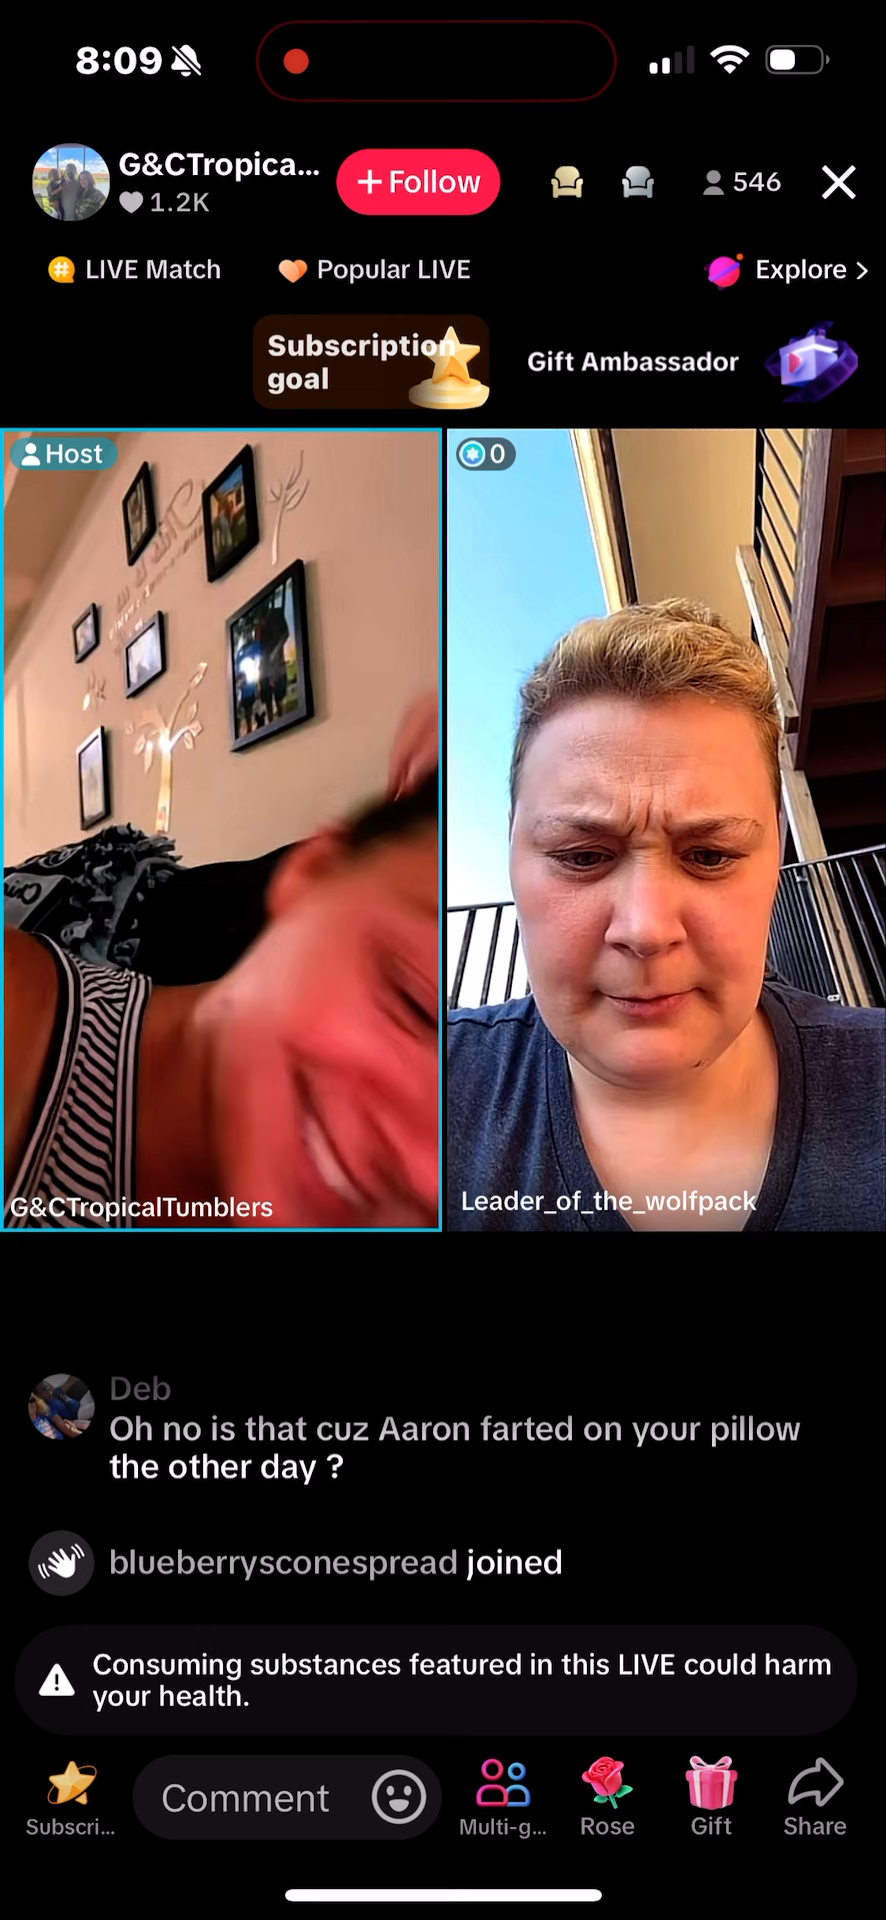 8:09
G&CTropica...
1.2K
+ Follow
546
LIVE Match
Popular LIVE
Explore >
Subscription
goal
Gift Ambassador
Host
0
G&CTropicalTumblers
Leader_of_the_wolfpack
Deb
Oh no is that cuz Aaron farted on your pillow
the other day ?
blueberrysconespread joined
Consuming substances featured in this LIVE could harm
your health.
Subscri...
Comment
Multi-g...
Rose
Gift
Share